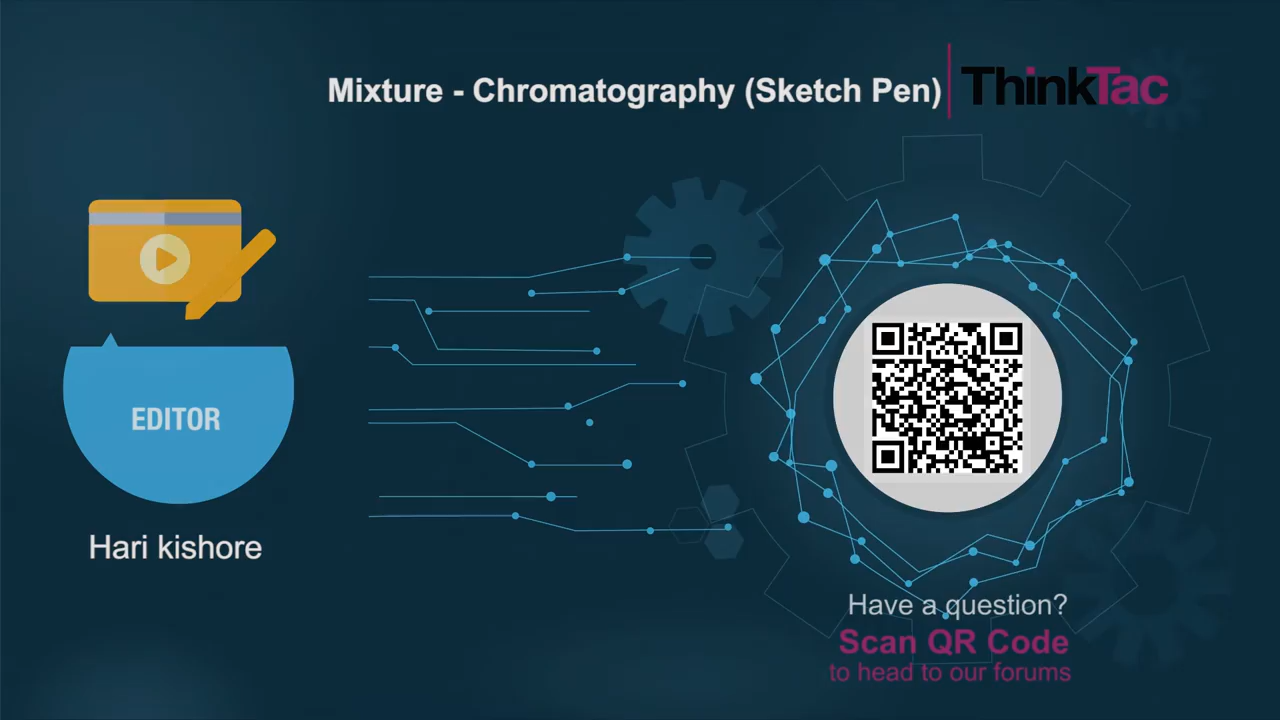 Mixture - Chromatography (Sketch Pen)
ThinkTac
EDITOR
Hari kishore
Have a question?
Scan QR Code
to head to our forums